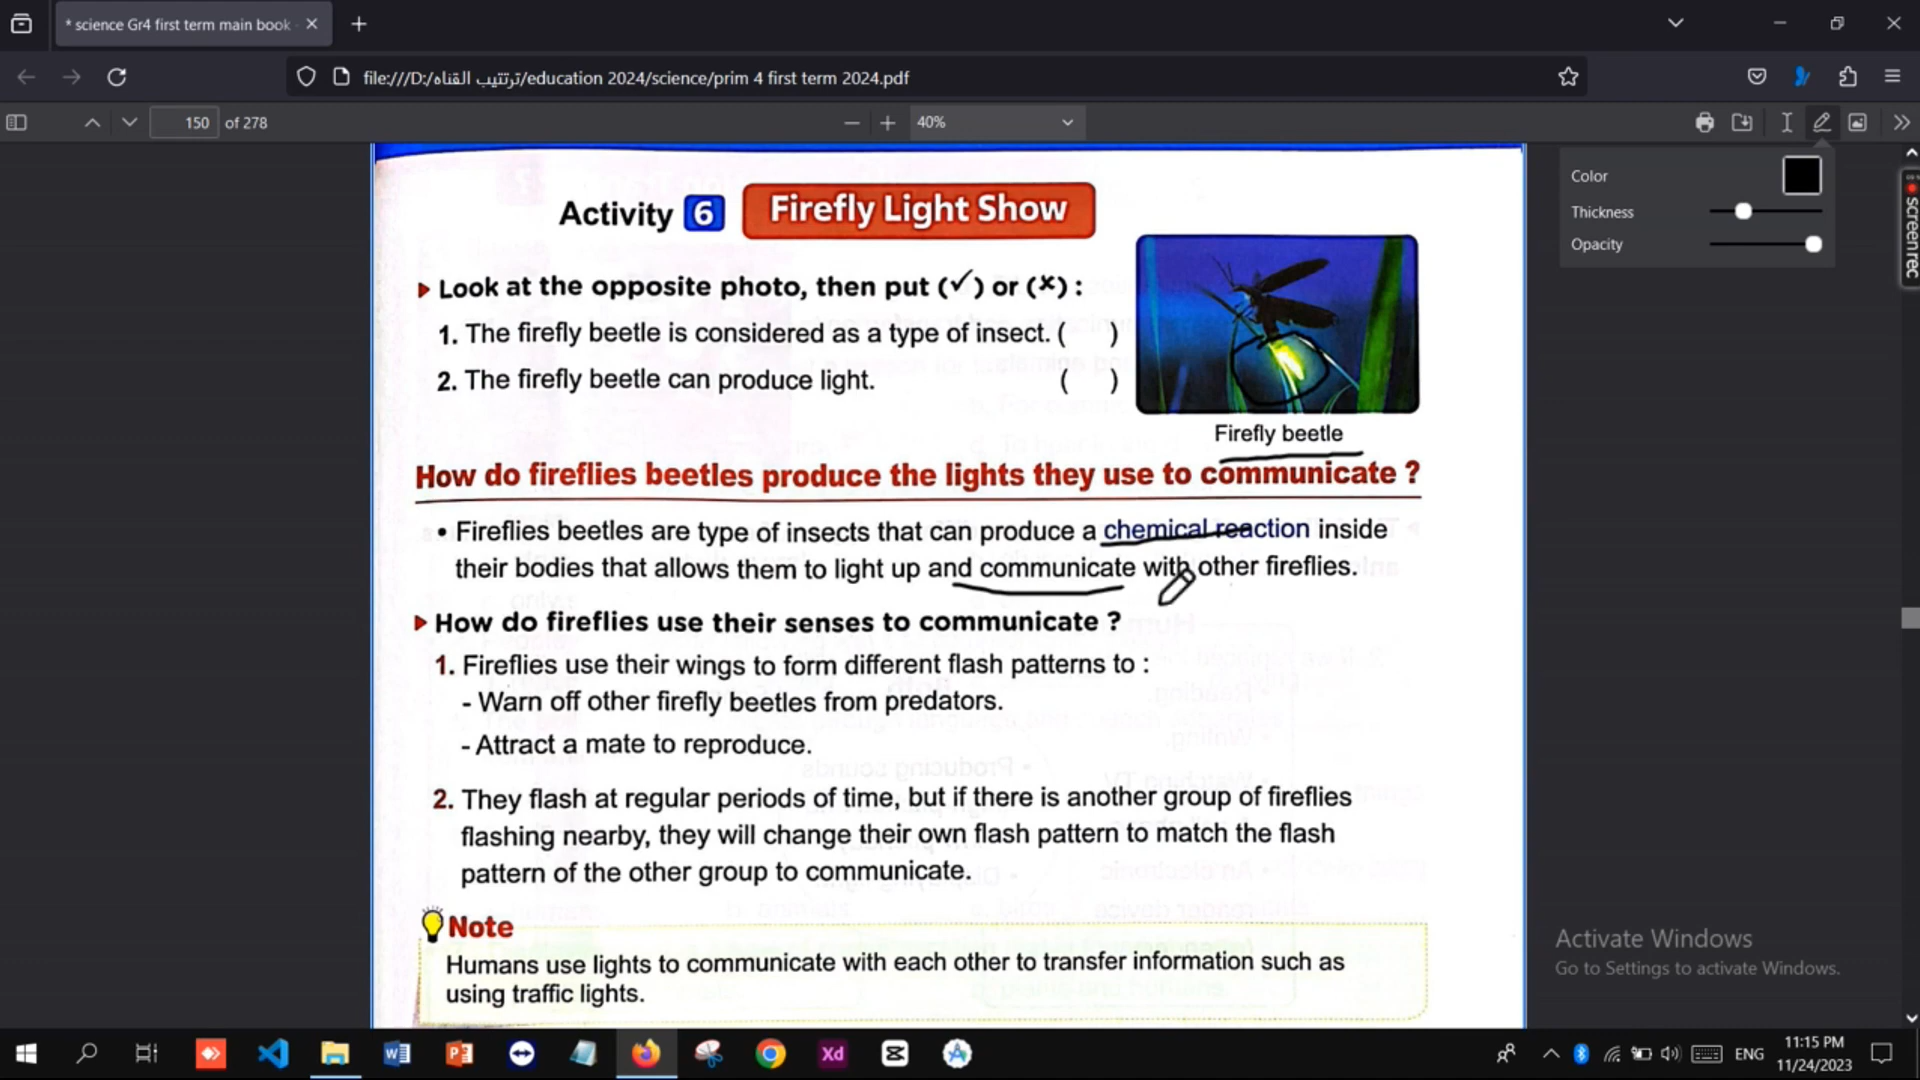 * science Gr4 first term main book
file:///D:/ترتتيب القناه/education 2024/science/prim 4 first term 2024.pdf
150 of 278
40%
Color
Thickness
Opacity
screenrec
Activity 6 Firefly Light Show
Look at the opposite photo, then put (✓) or (×) :
1. The firefly beetle is considered as a type of insect. ( )
2. The firefly beetle can produce light. ( )
Firefly beetle
How do fireflies beetles produce the lights they use to communicate ?
• Fireflies beetles are type of insects that can produce a chemical reaction inside
their bodies that allows them to light up and communicate with other fireflies.
How do fireflies use their senses to communicate ?
1. Fireflies use their wings to form different flash patterns to :
- Warn off other firefly beetles from predators.
- Attract a mate to reproduce.
2. They flash at regular periods of time, but if there is another group of fireflies
flashing nearby, they will change their own flash pattern to match the flash
pattern of the other group to communicate.
Note
Humans use lights to communicate with each other to transfer information such as
using traffic lights.
Activate Windows
Go to Settings to activate Windows.
Xd
ENG
11:15 PM
11/24/2023